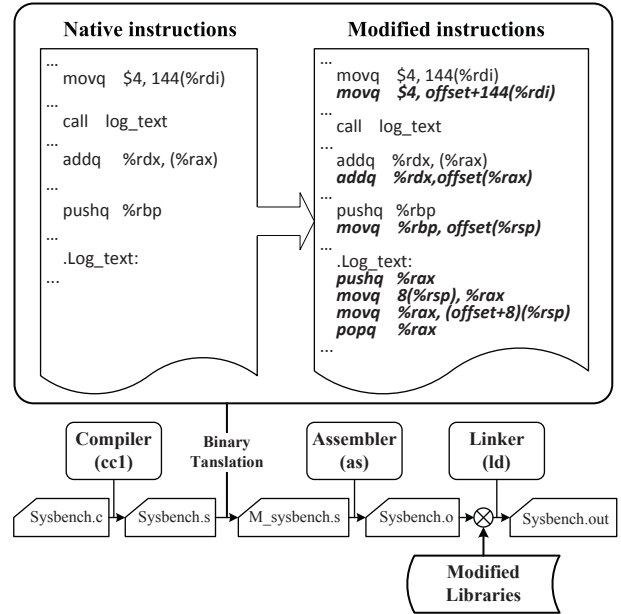 Native instructions
...
movq $4, 144(%rdi)
...
call log_text
...
addq %rdx, (%rax)
...
pushq %rbp
...
.Log_text:
...
Modified instructions
...
movq $4, 144(%rdi)
movq $4, offset+144(%rdi)
...
call log_text
...
addq %rdx, (%rax)
addq %rdx,offset(%rax)
...
pushq %rbp
movq %rbp, offset(%rsp)
...
.Log_text:
pushq %rax
movq 8(%rsp), %rax
movq %rax, (offset+8)(%rsp)
popq %rax
...
Compiler
(cc1)
Binary
Tanslation
Assembler
(as)
Linker
(ld)
Sysbench.c
Sysbench.s
M_sysbench.s
Sysbench.o
Sysbench.out
Modified
Libraries